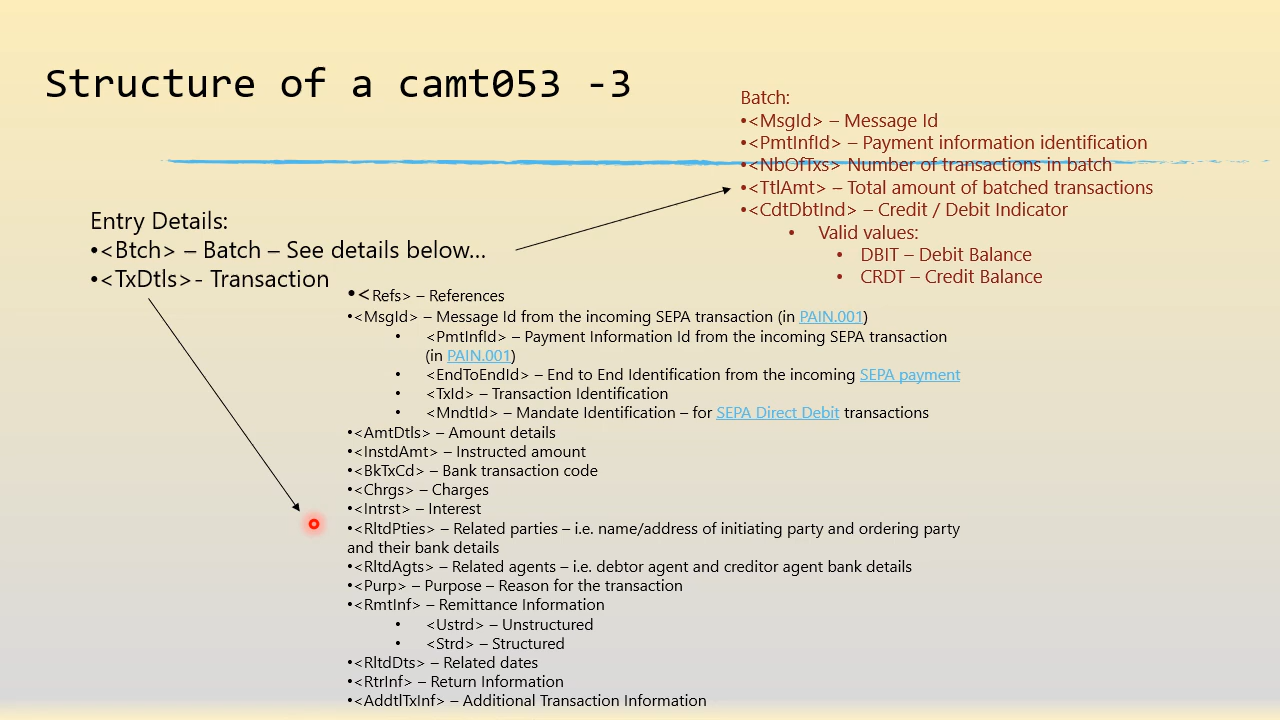 Structure of a camt053 -3
Batch:
•<MsgId> – Message Id
•<PmtInfId> – Payment information identification
•<NbOfTxs> Number of transactions in batch
•<TtlAmt> – Total amount of batched transactions
•<CdtDbtInd> – Credit / Debit Indicator
• Valid values:
• DBIT – Debit Balance
• CRDT – Credit Balance
Entry Details:
•<Btch> – Batch – See details below...
•<TxDtls>- Transaction
•<Refs> – References
•<MsgId> – Message Id from the incoming SEPA transaction (in PAIN.001)
• <PmtInfId> – Payment Information Id from the incoming SEPA transaction
(in PAIN.001)
• <EndToEndId> – End to End Identification from the incoming SEPA payment
• <TxId> – Transaction Identification
• <MndtId> – Mandate Identification – for SEPA Direct Debit transactions
•<AmtDtls> – Amount details
•<InstdAmt> – Instructed amount
•<BkTxCd> – Bank transaction code
•<Chrgs> – Charges
•<Intrst> – Interest
•<RltdPties> – Related parties – i.e. name/address of initiating party and ordering party
and their bank details
•<RltdAgts> – Related agents – i.e. debtor agent and creditor agent bank details
•<Purp> – Purpose – Reason for the transaction
•<RmtInf> – Remittance Information
• <Ustrd> – Unstructured
• <Strd> – Structured
•<RltdDts> – Related dates
•<RtrInf> – Return Information
•<AddtlTxInf> – Additional Transaction Information